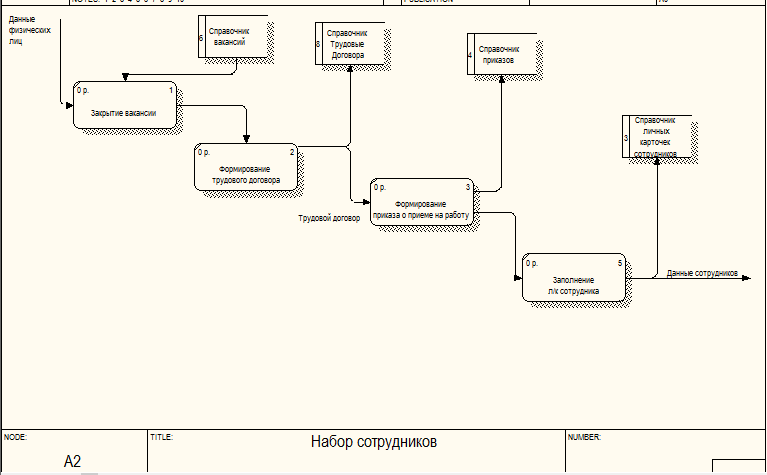 NOTES: 1 2 3 4 5 6 7 8 9 10
PUBLICATION
A0
Данные
физических
лиц
6
Справочник
вакансий
8
Справочник
Трудовые
Договора
4
Справочник
приказов
3
Справочник
личных
карточек
сотрудников
0 р. 1
Закрытие вакансии
0 р. 2
Формирование
трудового договора
0 р. 3
Формирование
приказа о приеме на работу
Трудовой договор
0 р. 5
Заполнение
л/к сотрудника
Данные сотрудников
NODE:
A2
TITLE:
Набор сотрудников
NUMBER: